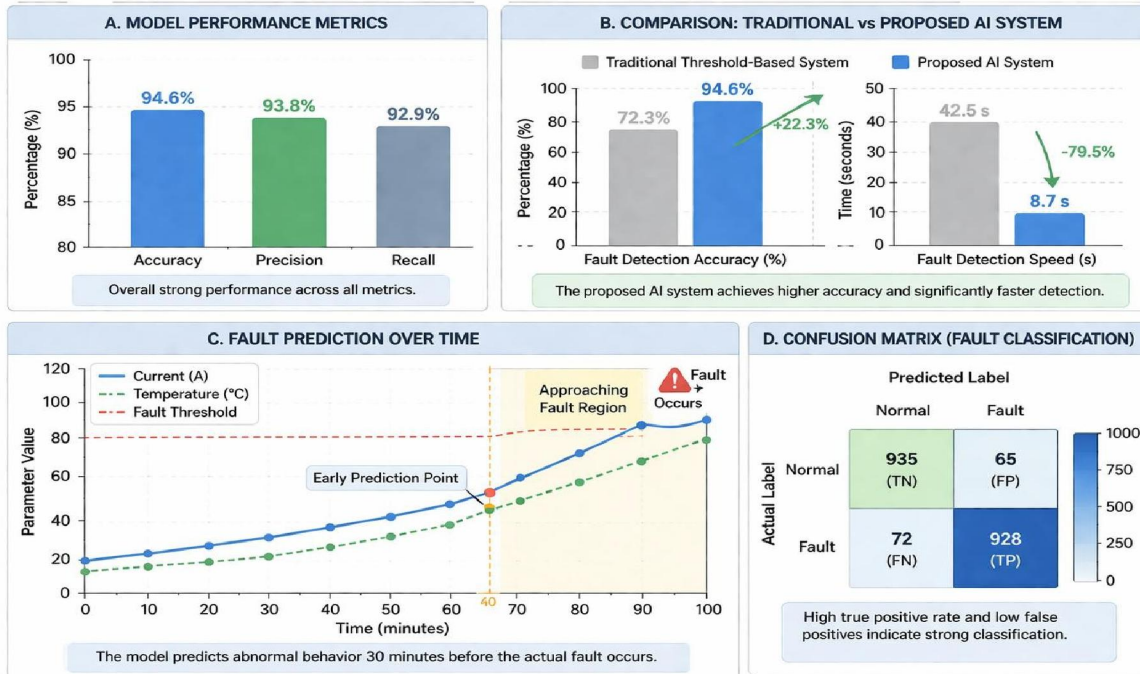 A. MODEL PERFORMANCE METRICS
Percentage (%)
100
95
90
85
80
94.6%
93.8%
92.9%
Accuracy
Precision
Recall
Overall strong performance across all metrics.
B. COMPARISON: TRADITIONAL vs PROPOSED AI SYSTEM
Traditional Threshold-Based System
Proposed AI System
Percentage (%)
100
80
60
40
20
0
72.3%
94.6%
+22.3%
Fault Detection Accuracy (%)
Time (seconds)
50
40
30
20
10
0
42.5 s
8.7 s
-79.5%
Fault Detection Speed (s)
The proposed AI system achieves higher accuracy and significantly faster detection.
C. FAULT PREDICTION OVER TIME
Parameter Value
120
100
80
60
40
20
0
Current (A)
Temperature (°C)
Fault Threshold
Early Prediction Point
Approaching
Fault Region
Fault
Occurs
0
10
20
30
40
50
60
40
70
80
90
100
Time (minutes)
The model predicts abnormal behavior 30 minutes before the actual fault occurs.
D. CONFUSION MATRIX (FAULT CLASSIFICATION)
Predicted Label
Normal
Fault
Actual Label
Normal
935
(TN)
65
(FP)
Fault
72
(FN)
928
(TP)
1000
750
500
250
0
High true positive rate and low false
positives indicate strong classification.